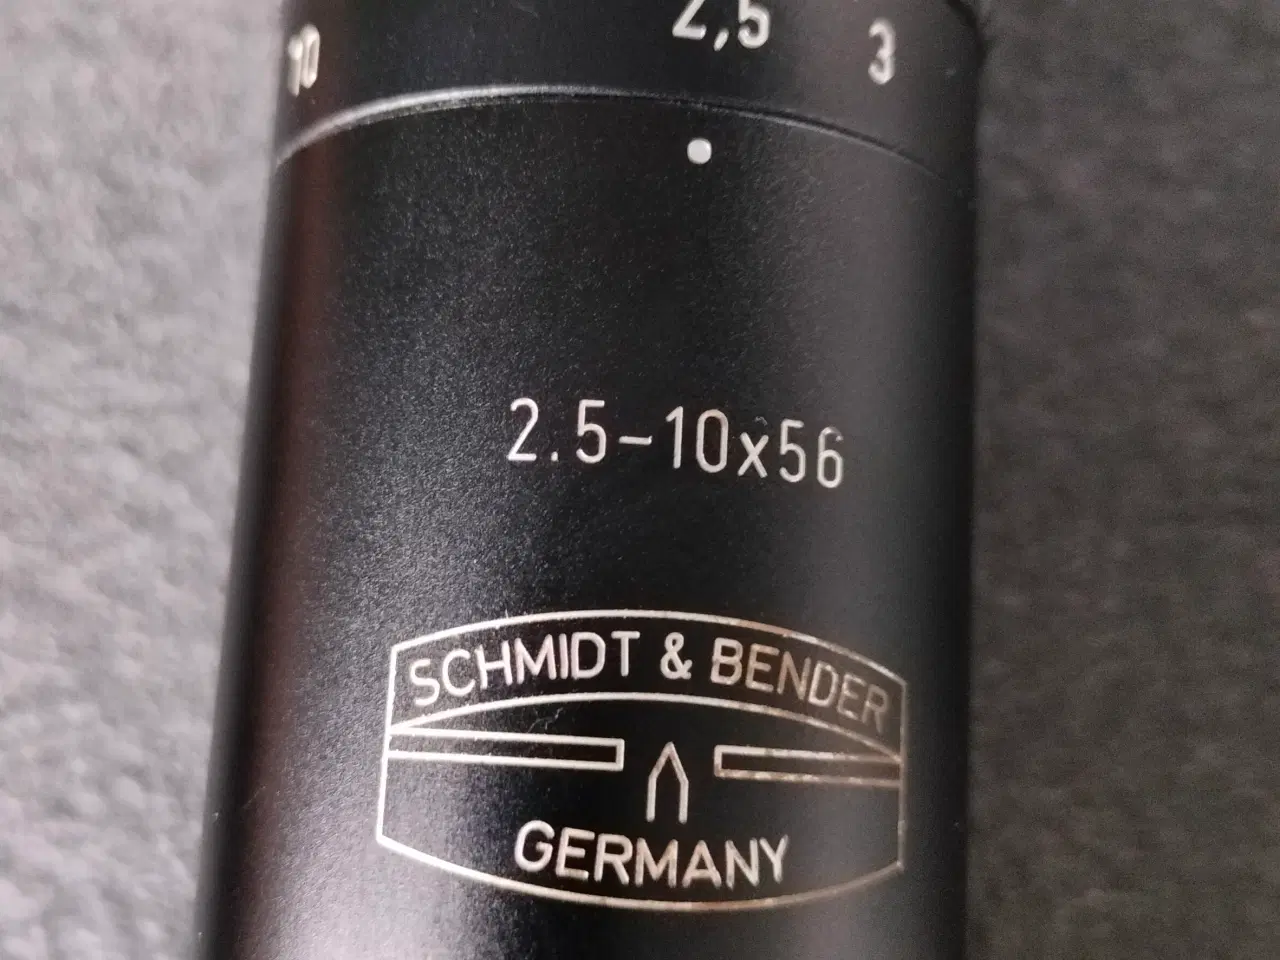 10 2,5 3
2.5-10x56
SCHMIDT & BENDER
GERMANY